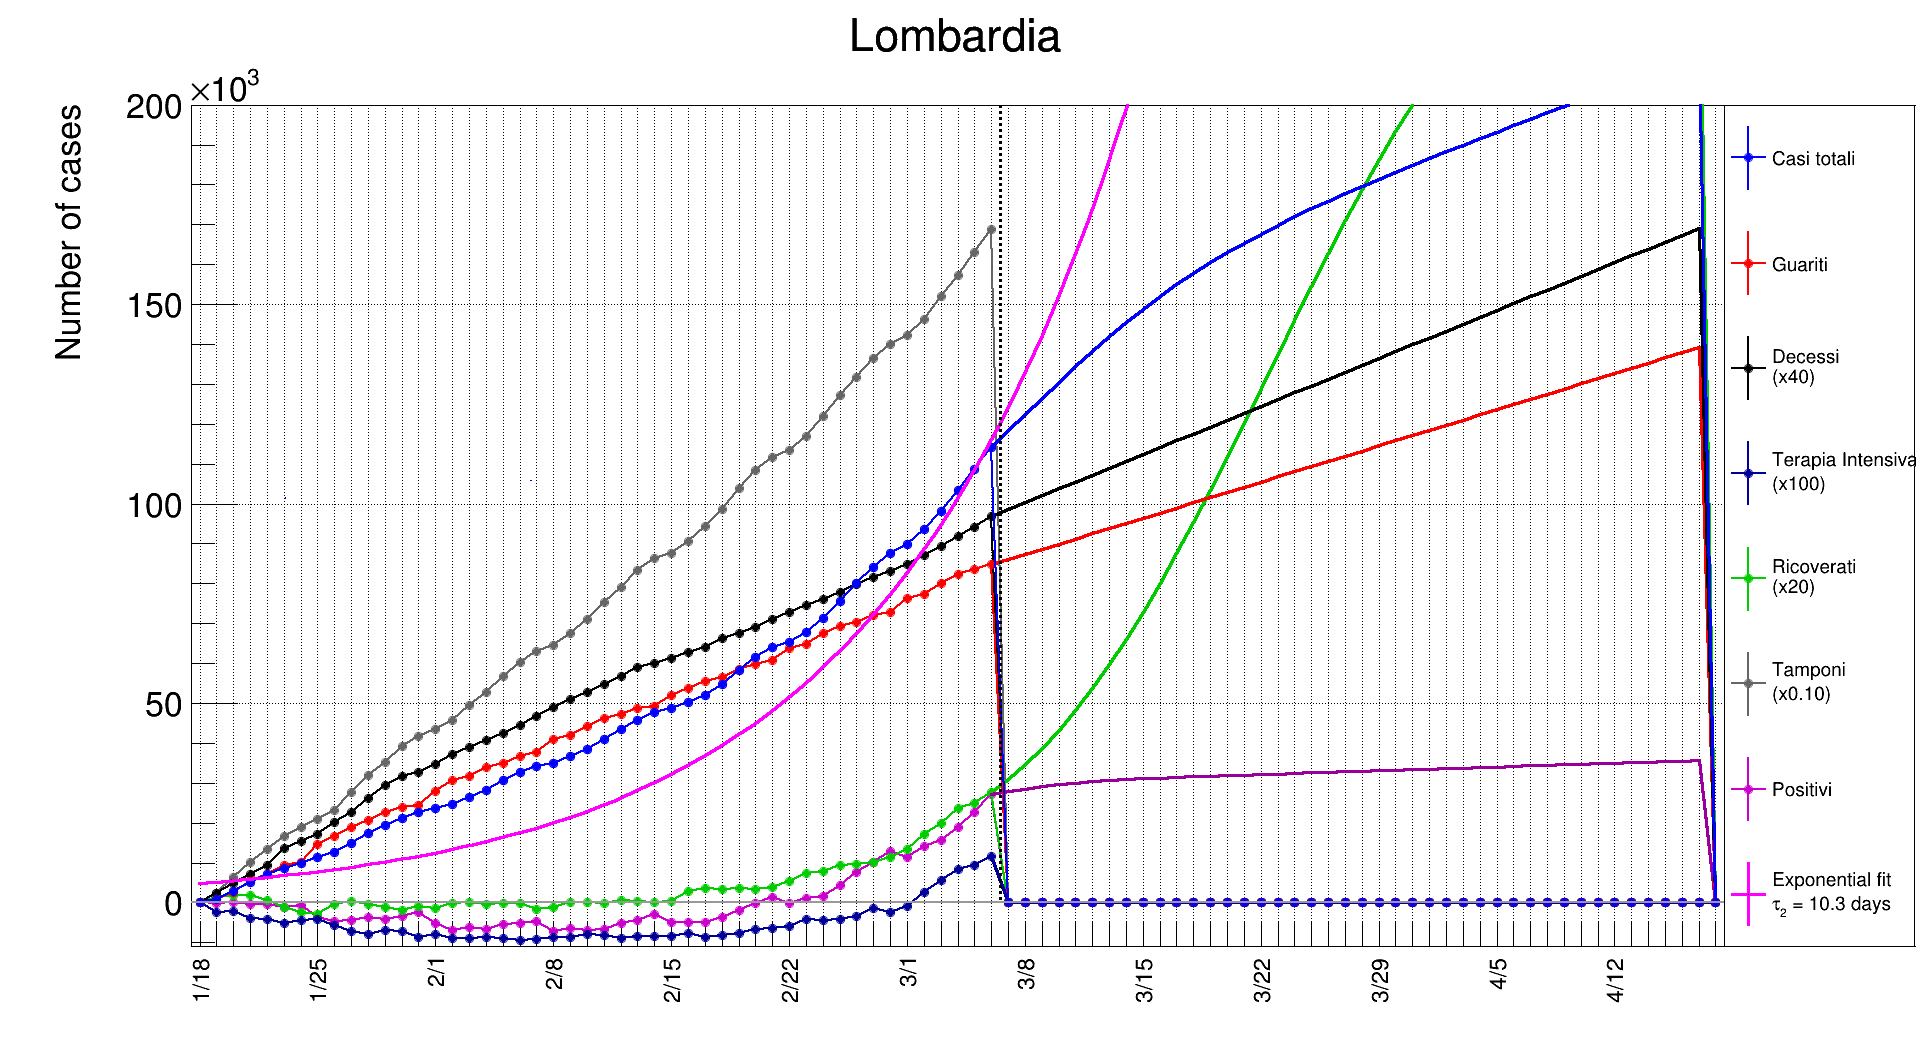 Lombardia
×10³
Number of cases
200
150
100
50
0
1/18
1/25
2/1
2/8
2/15
2/22
3/1
3/8
3/15
3/22
3/29
4/5
4/12
Casi totali
Guariti
Decessi
(x40)
Terapia Intensiva
(x100)
Ricoverati
(x20)
Tamponi
(x0.10)
Positivi
Exponential fit
τ₂ = 10.3 days